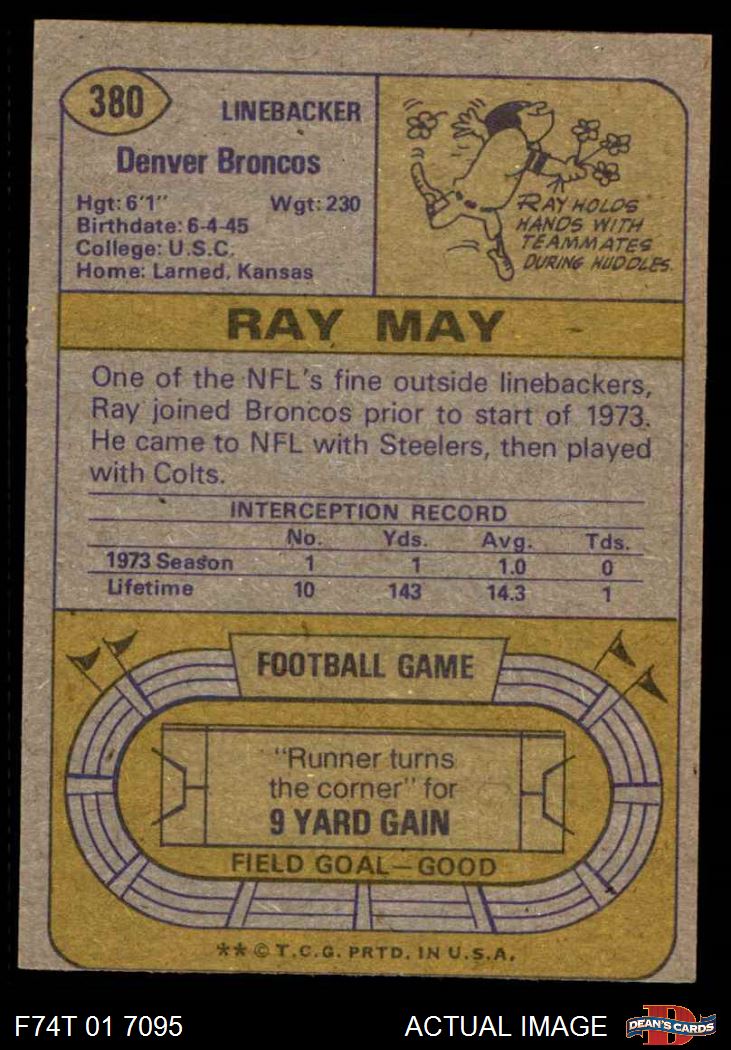 380
LINEBACKER
Denver Broncos
Hgt: 6'1" Wgt: 230
Birthdate: 6-4-45
College: U.S.C.
Home: Larned, Kansas
RAY HOLDS
HANDS WITH
TEAMMATES
DURING HUDDLES.
RAY MAY
One of the NFL's fine outside linebackers,
Ray joined Broncos prior to start of 1973.
He came to NFL with Steelers, then played
with Colts.
INTERCEPTION RECORD
No. Yds. Avg. Tds.
1973 Season 1 1 1.0 0
Lifetime 10 143 14.3 1
FOOTBALL GAME
"Runner turns
the corner" for
9 YARD GAIN
FIELD GOAL—GOOD
** © T.C.G. PRTD. IN U.S.A.
F74T 01 7095 ACTUAL IMAGE
D
DEAN'S CARDS